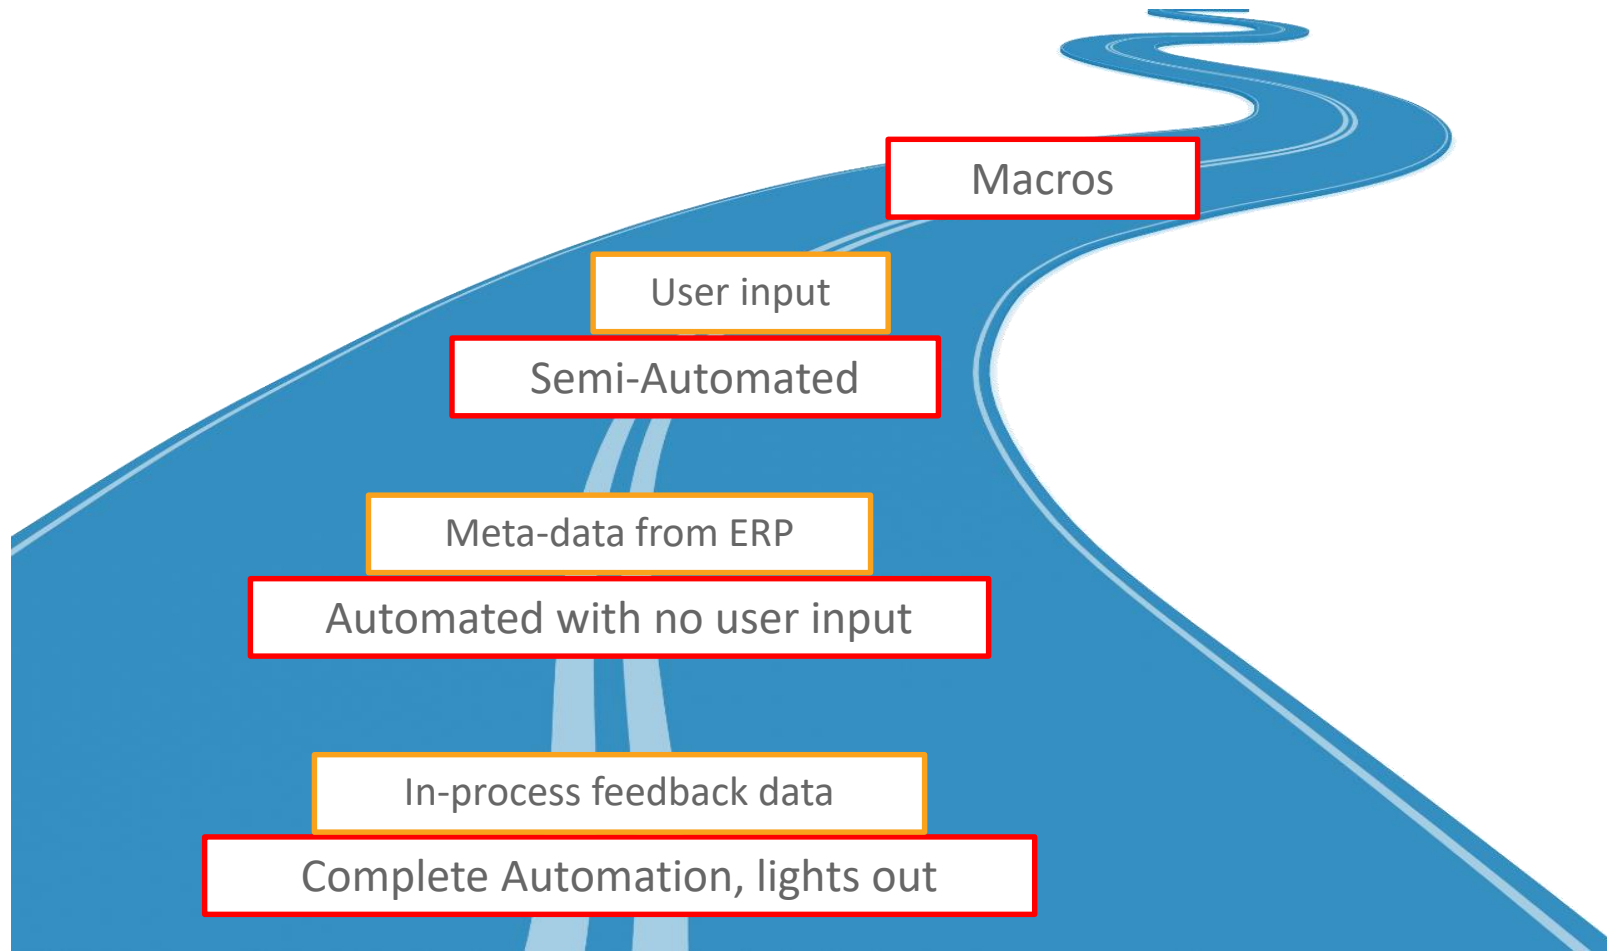 Macros
User input
Semi-Automated
Meta-data from ERP
Automated with no user input
In-process feedback data
Complete Automation, lights out